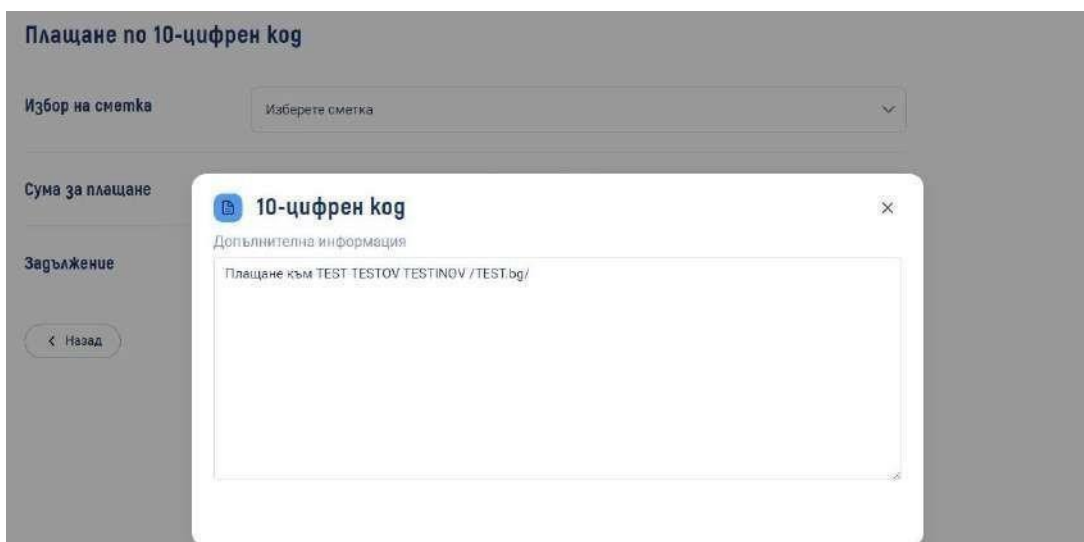 Плащане по 10-цифрен код
Избор на сметка
Изберете сметка
Сума за плащане
10-цифрен код
Допълнителна информация
Задължение
Плащане към TEST TESTOV TESTINOV /TEST.bg/
Назад